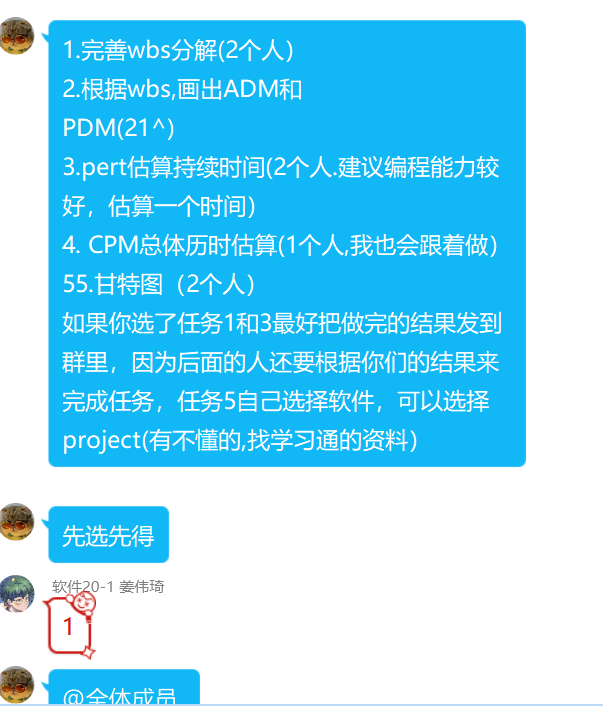 1.完善wbs分解(2个人）
2.根据wbs,画出ADM和
PDM(21^)
3.pert估算持续时间(2个人.建议编程能力较
好，估算一个时间）
4. CPM总体历时估算(1个人,我也会跟着做）
55.甘特图（2个人）
如果你选了任务1和3最好把做完的结果发到
群里，因为后面的人还要根据你们的结果来
完成任务，任务5自己选择软件，可以选择
project(有不懂的,找学习通的资料）
先选先得
软件20-1 姜伟琦
1
@全体成员